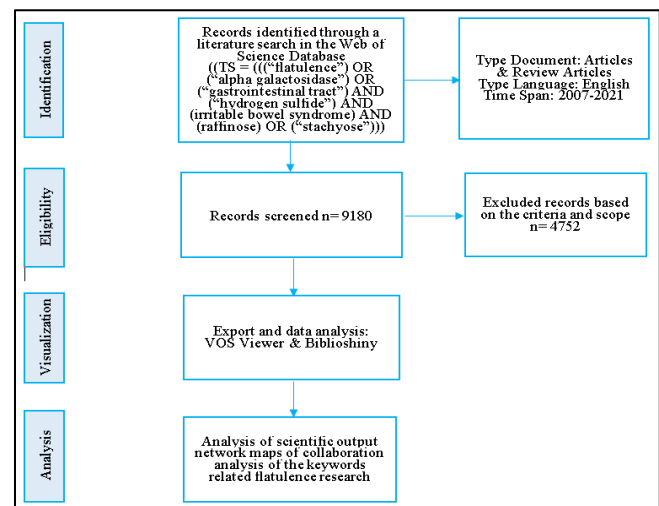 Identification
Records identified through a
literature search in the Web of
Science Database
((TS = (((“flatulence”) OR
(“alpha galactosidase”) OR
(“gastrointestinal tract”) AND
(“hydrogen sulfide”) AND
(irritable bowel syndrome) AND
(raffinose) OR (“stachyose”)))
Type Document: Articles
& Review Articles
Type Language: English
Time Span: 2007-2021
Eligibility
Records screened n= 9180
Excluded records based
on the criteria and scope
n= 4752
Visualization
Export and data analysis:
VOS Viewer & Biblioshiny
Analysis
Analysis of scientific output
network maps of collaboration
analysis of the keywords
related flatulence research